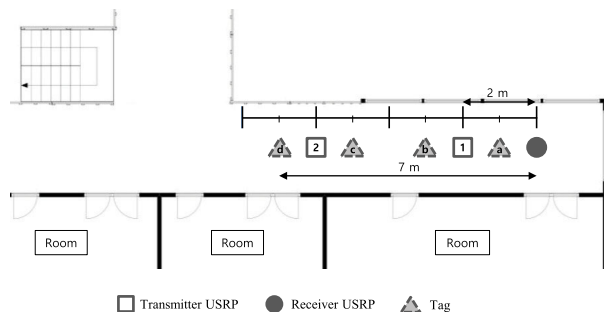 2 m
d 2 c b 1 a
7 m
Room Room Room
Transmitter USRP Receiver USRP Tag